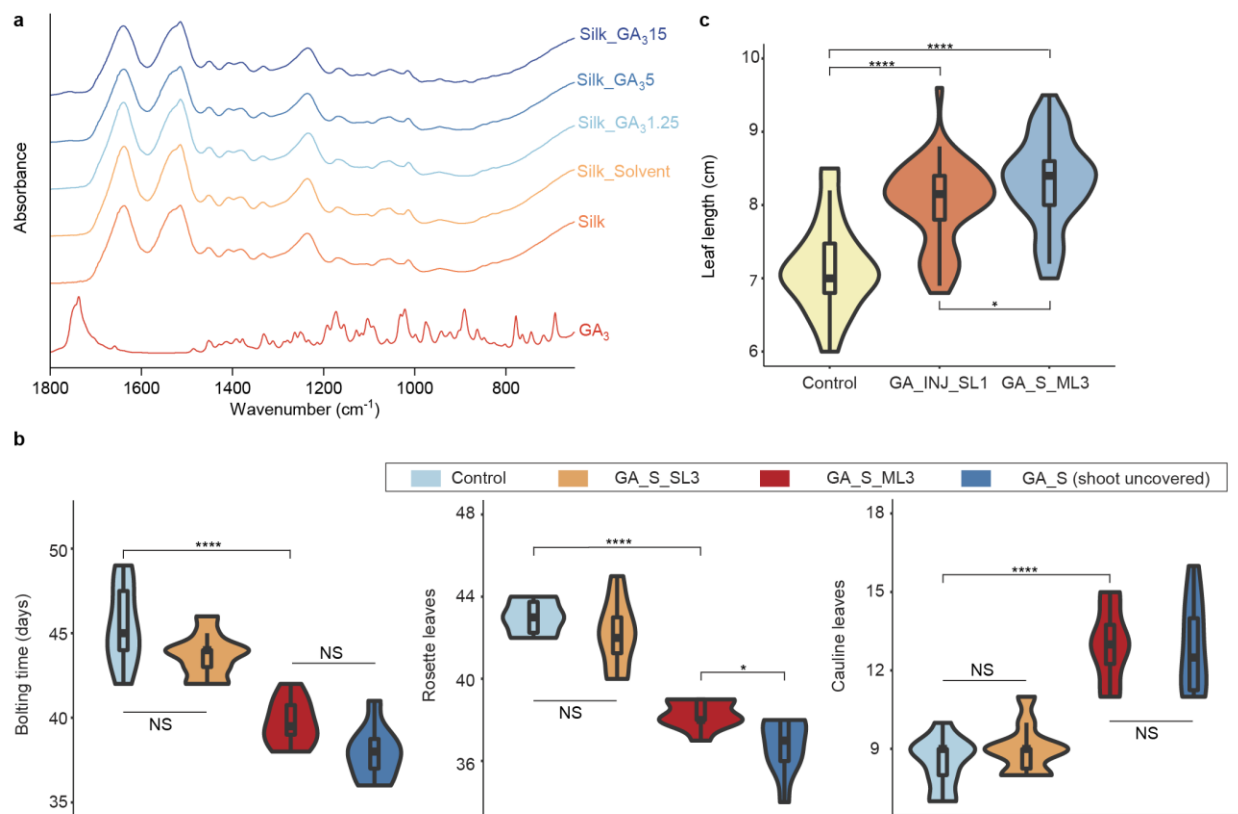 a
Absorbance
Silk_GA₃15
Silk_GA₃5
Silk_GA₃1.25
Silk_Solvent
Silk
GA₃
1800 1600 1400 1200 1000 800
Wavenumber (cm⁻¹)
c
Leaf length (cm)
10
9
8
7
6
****
****
*
Control GA_INJ_SL1 GA_S_ML3
b
Control GA_S_SL3 GA_S_ML3 GA_S (shoot uncovered)
Bolting time (days)
50
45
40
35
****
NS
NS
Rosette leaves
48
44
40
36
****
*
NS
Cauline leaves
18
15
12
9
****
NS
NS